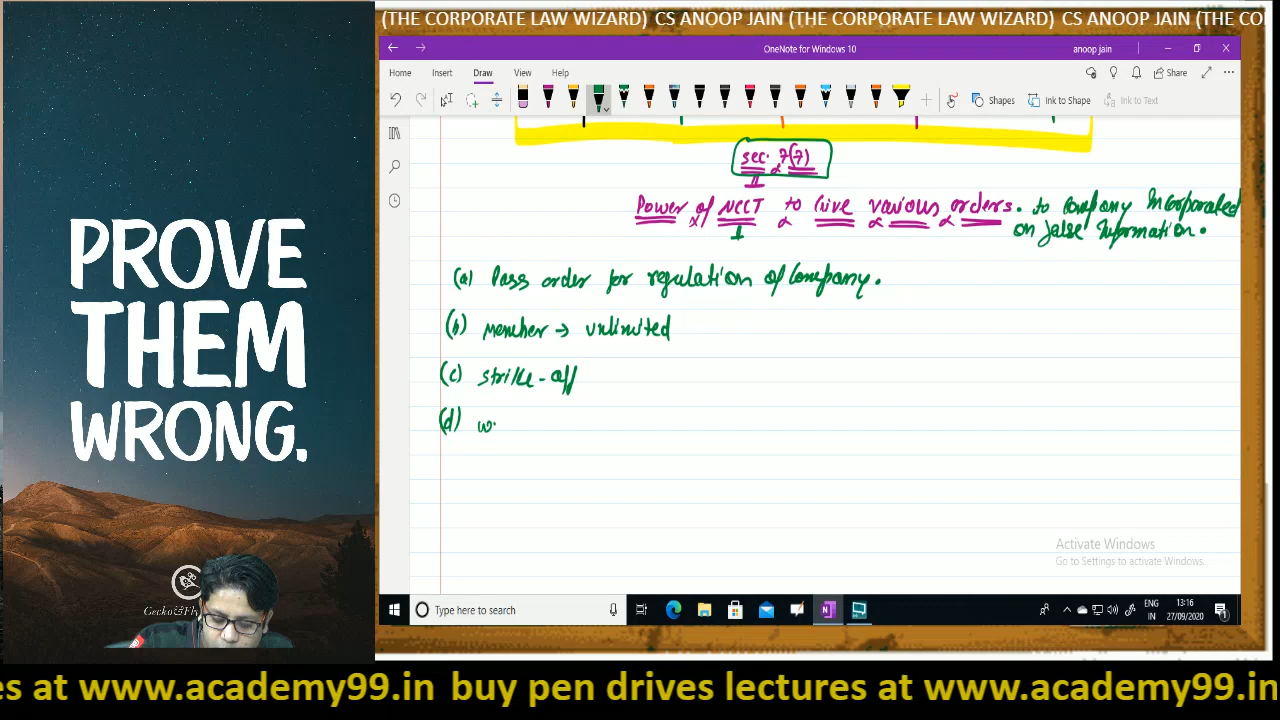 (THE CORPORATE LAW WIZARD) CS ANOOP JAIN (THE CORPORATE LAW WIZARD) CS ANOOP JAIN (THE CO
OneNote for Windows 10
anoop jain
Home Insert Draw View Help
Share
Shapes
Ink to Shape
Ink to Text
sec. 7(7)
Power of NCLT to Give various orders. to Company Incorporated
on false Information.
(a) Pass order for regulation of Company.
(b) member → unlimited
(c) strike-off
(d) w
PROVE
THEM
WRONG.
Gecko&Fly
Activate Windows
Go to Settings to activate Windows.
Type here to search
ENG
IN
13:16
27/09/2020
es at www.academy99.in buy pen drives lectures at www.academy99.in